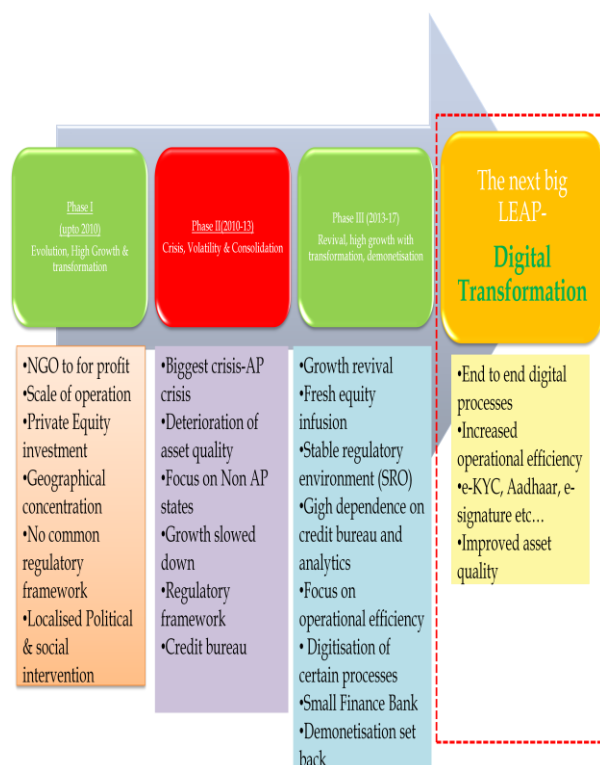 Phase I
(upto 2010)
Evolution, High Growth &
transformation
•NGO to for profit
•Scale of operation
•Private Equity
investment
•Geographical
concentration
•No common
regulatory
framework
•Localised Political
& social
intervention
Phase II(2010-13)
Crisis, Volatility & Consolidation
•Biggest crisis-AP
crisis
•Deterioration of
asset quality
•Focus on Non AP
states
•Growth slowed
down
•Regulatory
framework
•Credit bureau
Phase III (2013-17)
Revival, high growth with
transformation, demonetisation
•Growth revival
•Fresh equity
infusion
•Stable regulatory
environment (SRO)
•Gigh dependence on
credit bureau and
analytics
•Focus on
operational efficiency
• Digitisation of
certain processes
•Small Finance Bank
•Demonetisation set
back
The next big
LEAP-
Digital
Transformation
•End to end digital
processes
•Increased
operational efficiency
•e-KYC, Aadhaar, e-
signature etc…
•Improved asset
quality